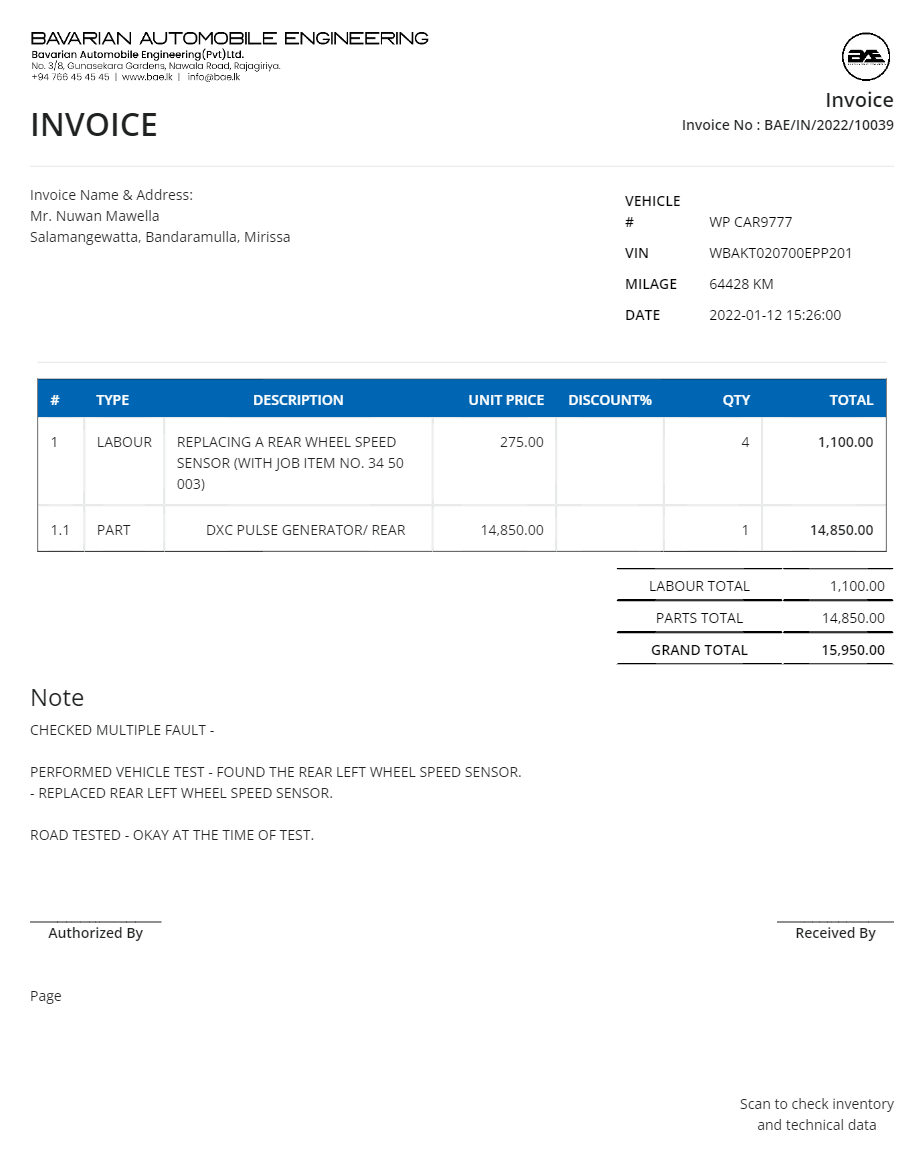 BAVARIAN AUTOMOBILE ENGINEERING
Bavarian Automobile Engineering(Pvt)Ltd.
No. 3/8, Gunasekara Gardens, Nawala Road, Rajagiriya.
+94 766 45 45 45 | www.bae.lk | info@bae.lk
BAE
Invoice
INVOICE
Invoice No : BAE/IN/2022/10039
Invoice Name & Address:
Mr. Nuwan Mawella
Salamangewatta, Bandaramulla, Mirissa
VEHICLE
# WP CAR9777
VIN WBAKT020700EPP201
MILAGE 64428 KM
DATE 2022-01-12 15:26:00
# TYPE DESCRIPTION UNIT PRICE DISCOUNT% QTY TOTAL
1 LABOUR REPLACING A REAR WHEEL SPEED 275.00 4 1,100.00
SENSOR (WITH JOB ITEM NO. 34 50
003)
1.1 PART DXC PULSE GENERATOR/ REAR 14,850.00 1 14,850.00
LABOUR TOTAL 1,100.00
PARTS TOTAL 14,850.00
GRAND TOTAL 15,950.00
Note
CHECKED MULTIPLE FAULT -
PERFORMED VEHICLE TEST - FOUND THE REAR LEFT WHEEL SPEED SENSOR.
- REPLACED REAR LEFT WHEEL SPEED SENSOR.
ROAD TESTED - OKAY AT THE TIME OF TEST.
Authorized By Received By
Page
Scan to check inventory
and technical data